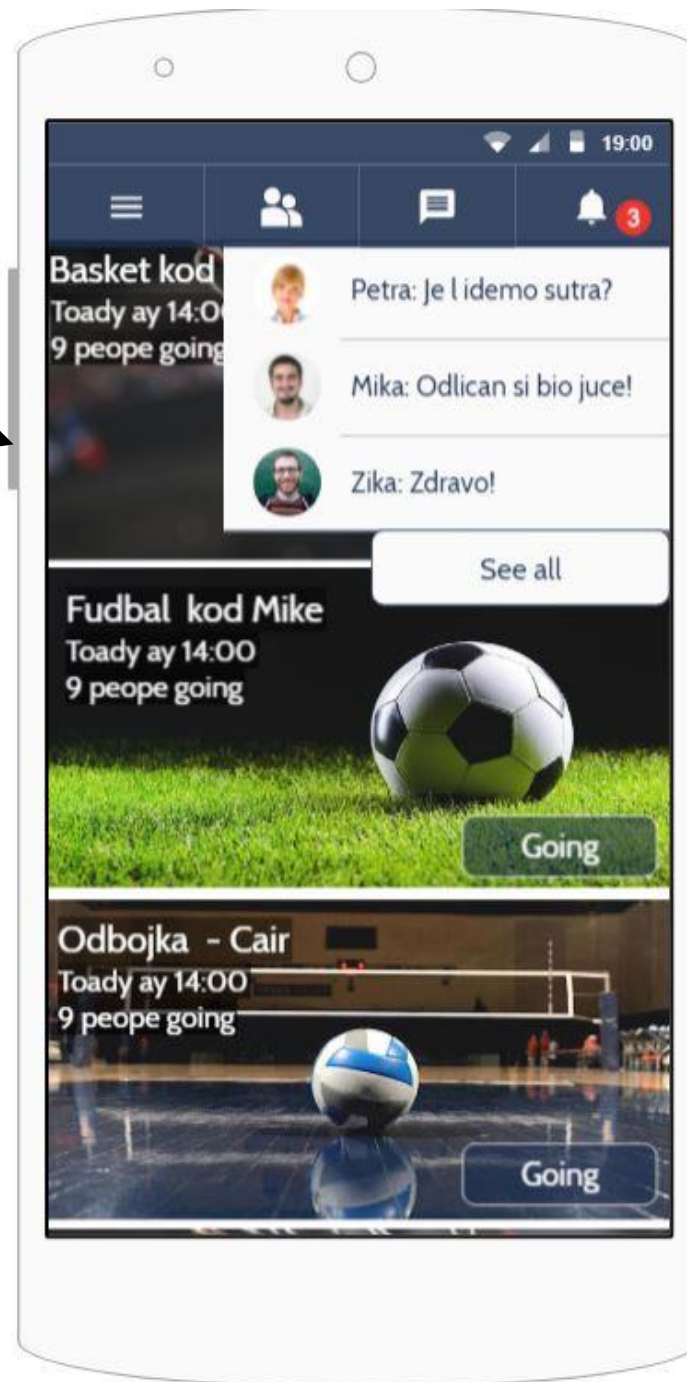 19:00
3
Basket kod
Toady ay 14:0
9 peope going
Petra: Je l idemo sutra?
Mika: Odlican si bio juce!
Zika: Zdravo!
See all
Fudbal kod Mike
Toady ay 14:00
9 peope going
Going
Odbojka - Cair
Toady ay 14:00
9 peope going
Going